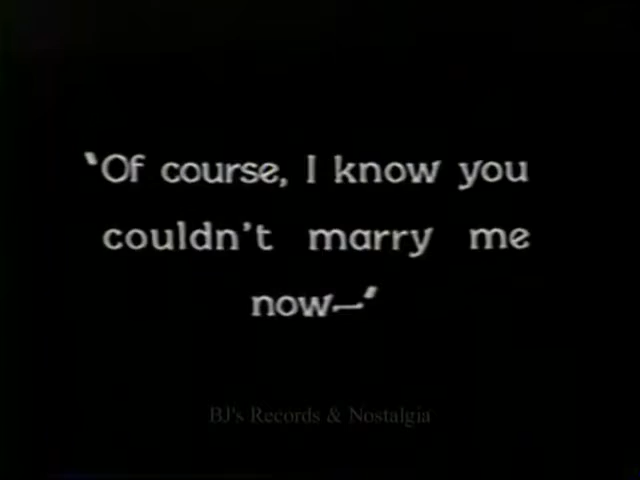 "Of course, I know you
couldn't marry me
now—"
BJ's Records & Nostalgia